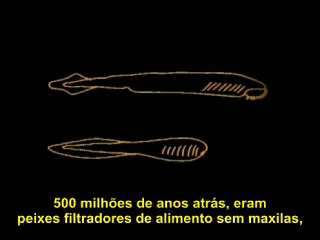 500 milhões de anos atrás, eram
peixes filtradores de alimento sem maxilas,